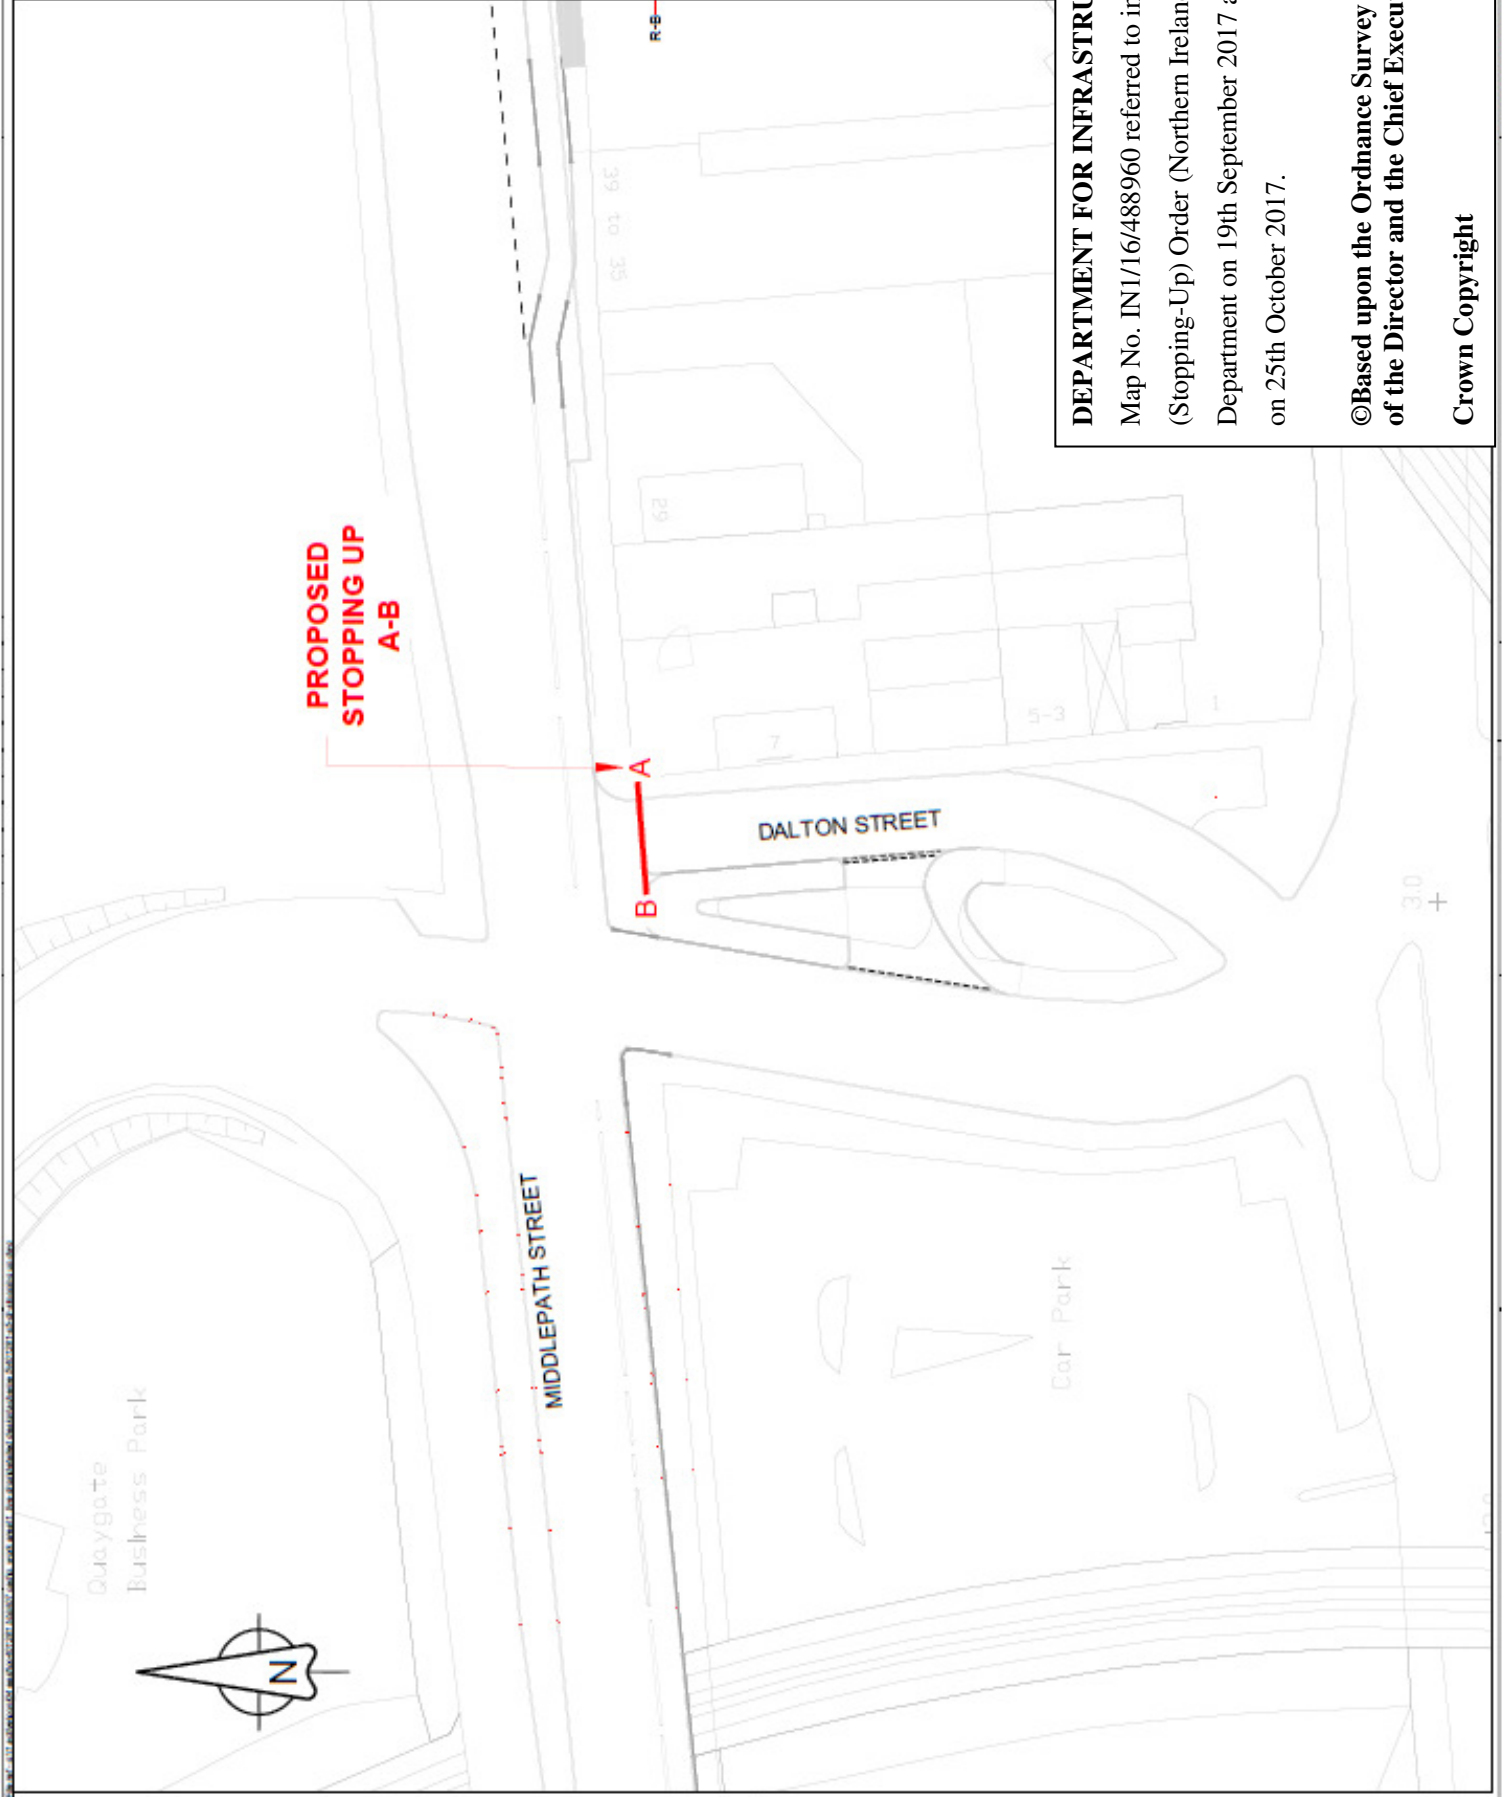 PROPOSED
STOPPING UP
A-B
R-B
Quaygate
Business Park
N
MIDDLEPATH STREET
A
B
DALTON STREET
39 to 35
29
7
5-3
1
3.0
Car Park
DEPARTMENT FOR INFRASTRU
Map No. IN1/16/488960 referred to in
(Stopping-Up) Order (Northern Irelan
Department on 19th September 2017 a
on 25th October 2017.
©Based upon the Ordnance Survey
of the Director and the Chief Execu
Crown Copyright